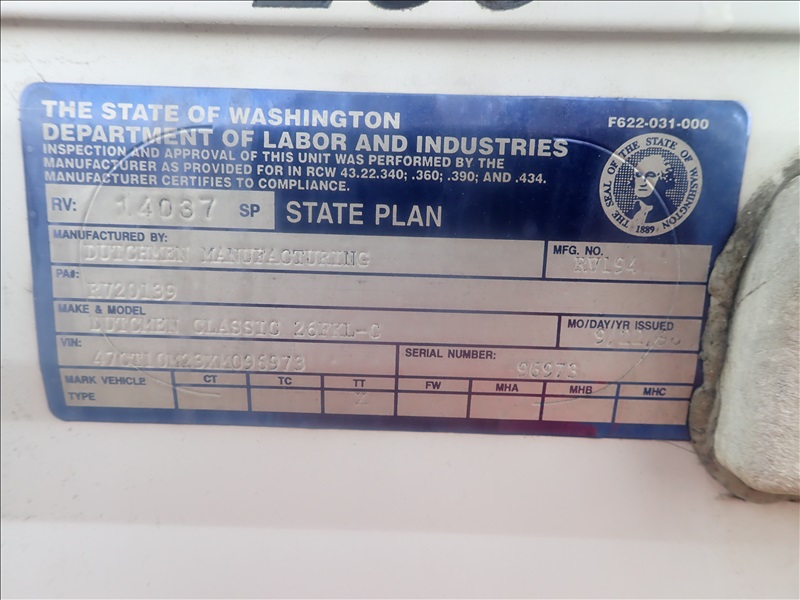 THE STATE OF WASHINGTON
DEPARTMENT OF LABOR AND INDUSTRIES
F622-031-000
INSPECTION AND APPROVAL OF THIS UNIT WAS PERFORMED BY THE
MANUFACTURER AS PROVIDED FOR IN RCW 43.22.340; .360; .390; AND .434.
MANUFACTURER CERTIFIES TO COMPLIANCE.
THE SEAL OF THE STATE OF WASHINGTON
1889
RV: 14037 SP STATE PLAN
MANUFACTURED BY: MFG. NO.
DUTCHMEN MANUFACTURING RV194
PA#:
RV20139
MAKE & MODEL MO/DAY/YR ISSUED
DUTCMEN CLASSIC
VIN: SERIAL NUMBER:
96973
MARK VEHICLE TYPE CT TC TT FW MHA MHB MHC
X